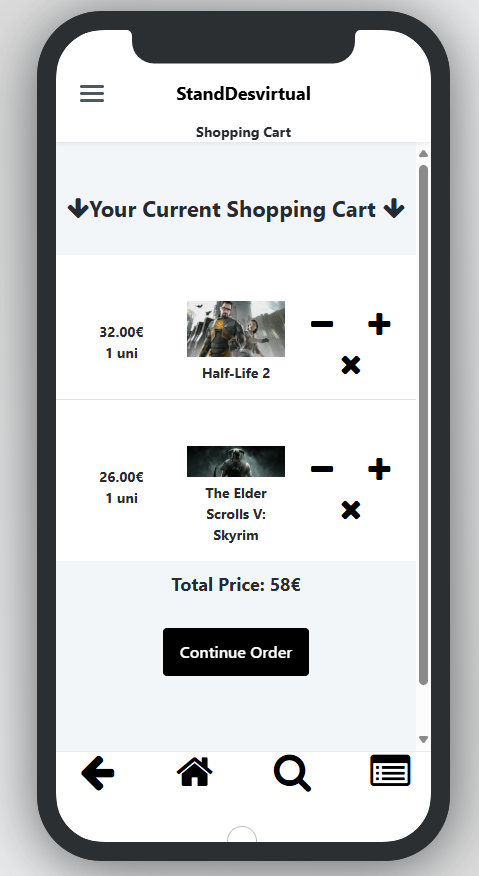 StandDesvirtual
Shopping Cart
Your Current Shopping Cart
32.00€
1 uni
Half-Life 2
26.00€
1 uni
The Elder
Scrolls V:
Skyrim
Total Price: 58€
Continue Order